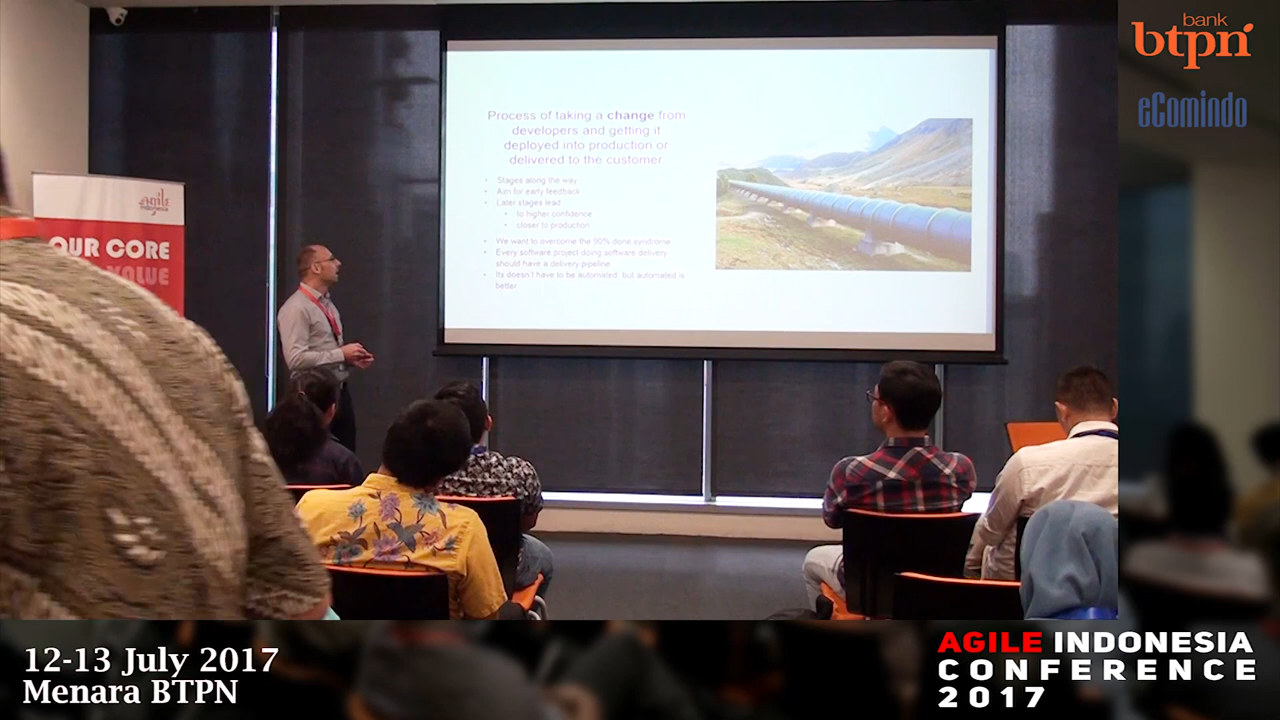 bank
btpn
eComindo
Process of taking a change from
developers and getting it
deployed into production or
delivered to the customer
• Stages along the way
• Aim for early feedback
• Later stages lead
• to higher confidence
• closer to production
• We want to overcome the 90% done syndrome
• Every software project doing software delivery
should have a delivery pipeline
• Its doesn't have to be automated, but automated is
better
agile
indonesia
OUR CORE
VALUE
12-13 July 2017
Menara BTPN
AGILE INDONESIA
CONFERENCE
2017